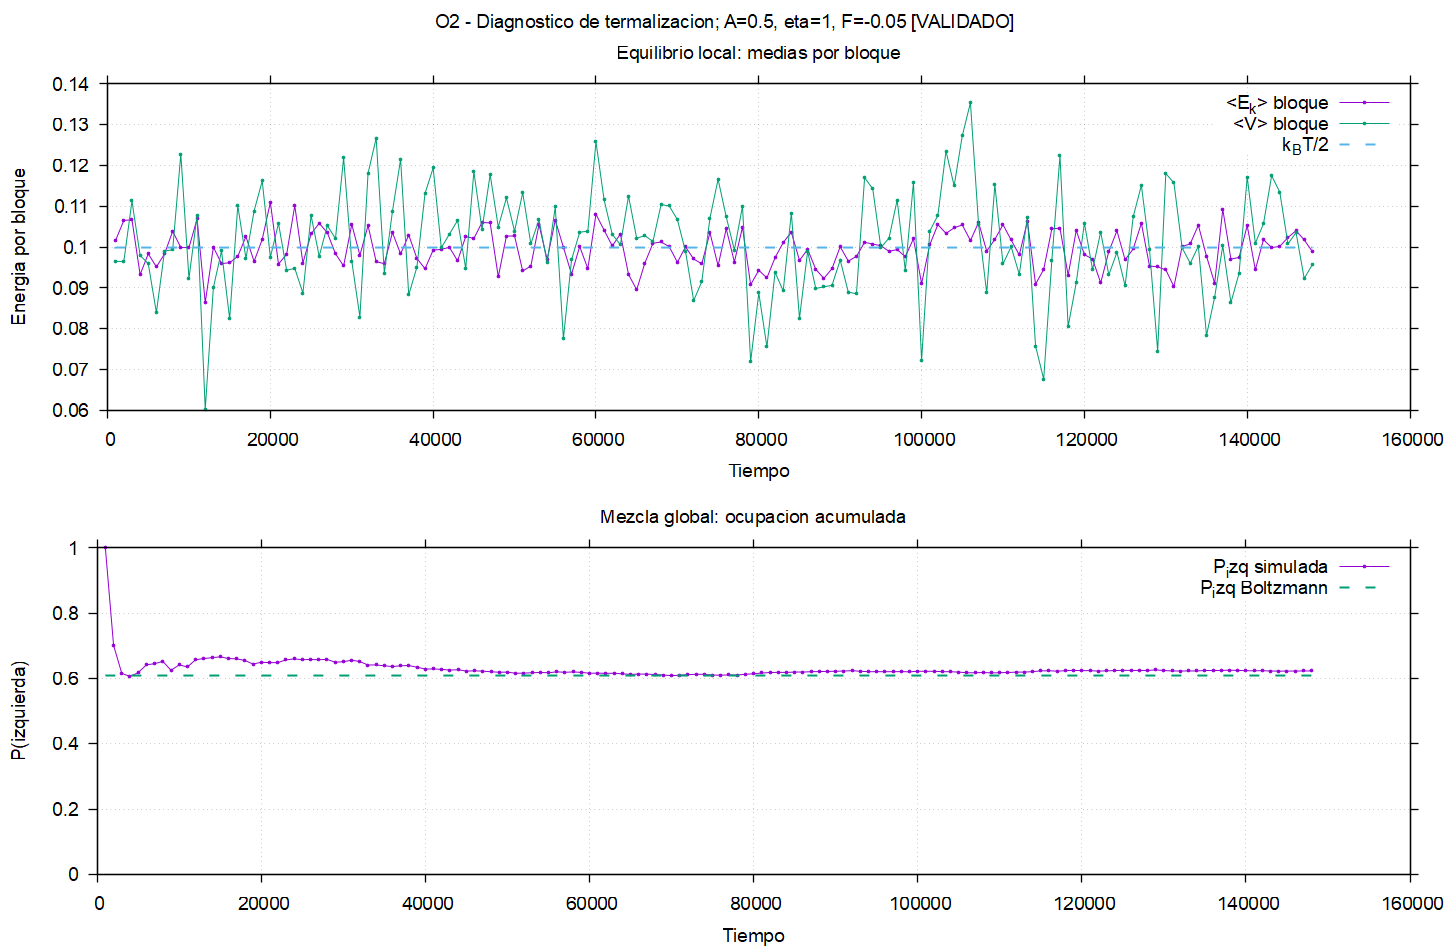 O2 - Diagnostico de termalizacion; A=0.5, eta=1, F=-0.05 [VALIDADO]
Equilibrio local: medias por bloque
0.14
0.13
0.12
0.11
0.1
0.09
0.08
0.07
0.06
Energia por bloque
<Ek> bloque
<V> bloque
kBT/2
0 20000 40000 60000 80000 100000 120000 140000 160000
Tiempo
Mezcla global: ocupacion acumulada
1
0.8
0.6
0.4
0.2
0
P(izquierda)
Pizq simulada
Pizq Boltzmann
0 20000 40000 60000 80000 100000 120000 140000 160000
Tiempo